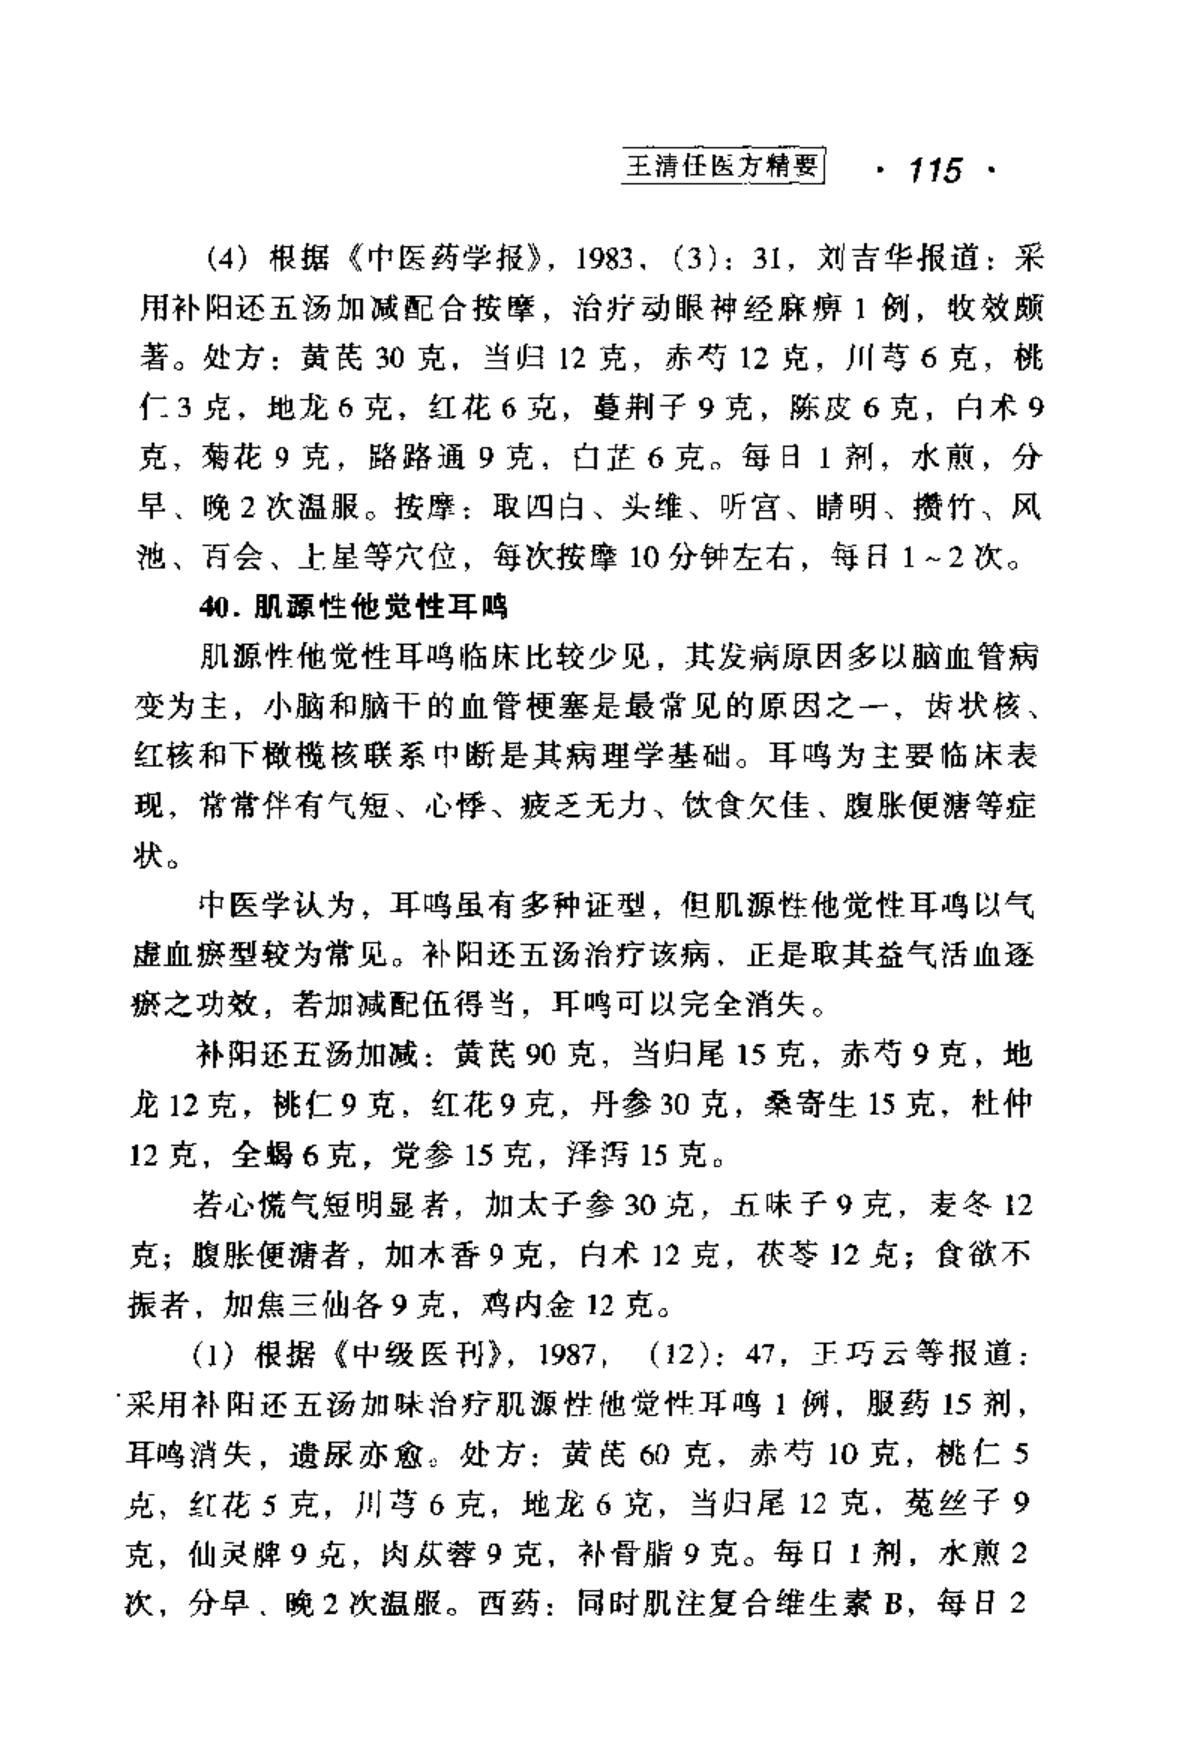 王清任医方精要 · 115 ·
(4) 根据《中医药学报》，1983，(3)：31，刘吉华报道：采
用补阳还五汤加减配合按摩，治疗动眼神经麻痹 1 例，收效颇
著。处方：黄芪 30 克，当归 12 克，赤芍 12 克，川芎 6 克，桃
仁 3 克，地龙 6 克，红花 6 克，蔓荆子 9 克，陈皮 6 克，白术 9
克，菊花 9 克，路路通 9 克，白芷 6 克。每日 1 剂，水煎，分
早、晚 2 次温服。按摩：取四白、头维、听宫、睛明、攒竹、风
池、百会、上星等穴位，每次按摩 10 分钟左右，每日 1～2 次。
40. 肌源性他觉性耳鸣
肌源性他觉性耳鸣临床比较少见，其发病原因多以脑血管病
变为主，小脑和脑干的血管梗塞是最常见的原因之一，齿状核、
红核和下橄榄核联系中断是其病理学基础。耳鸣为主要临床表
现，常常伴有气短、心悸、疲乏无力、饮食欠佳、腹胀便溏等症
状。
中医学认为，耳鸣虽有多种证型，但肌源性他觉性耳鸣以气
虚血瘀型较为常见。补阳还五汤治疗该病，正是取其益气活血逐
瘀之功效，若加减配伍得当，耳鸣可以完全消失。
补阳还五汤加减：黄芪 90 克，当归尾 15 克，赤芍 9 克，地
龙 12 克，桃仁 9 克，红花 9 克，丹参 30 克，桑寄生 15 克，杜仲
12 克，全蝎 6 克，党参 15 克，泽泻 15 克。
若心慌气短明显者，加太子参 30 克，五味子 9 克，麦冬 12
克；腹胀便溏者，加木香 9 克，白术 12 克，茯苓 12 克；食欲不
振者，加焦三仙各 9 克，鸡内金 12 克。
(1) 根据《中级医刊》，1987，(12)：47，王巧云等报道：
采用补阳还五汤加味治疗肌源性他觉性耳鸣 1 例，服药 15 剂，
耳鸣消失，遗尿亦愈。处方：黄芪 60 克，赤芍 10 克，桃仁 5
克，红花 5 克，川芎 6 克，地龙 6 克，当归尾 12 克，菟丝子 9
克，仙灵脾 9 克，肉苁蓉 9 克，补骨脂 9 克。每日 1 剂，水煎 2
次，分早、晚 2 次温服。西药：同时肌注复合维生素 B，每日 2